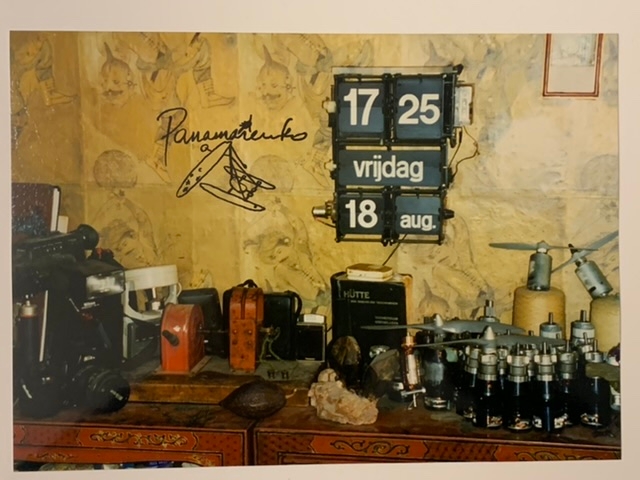 Panamarenko
17 25
vrijdag
18 aug.
HÜTTE